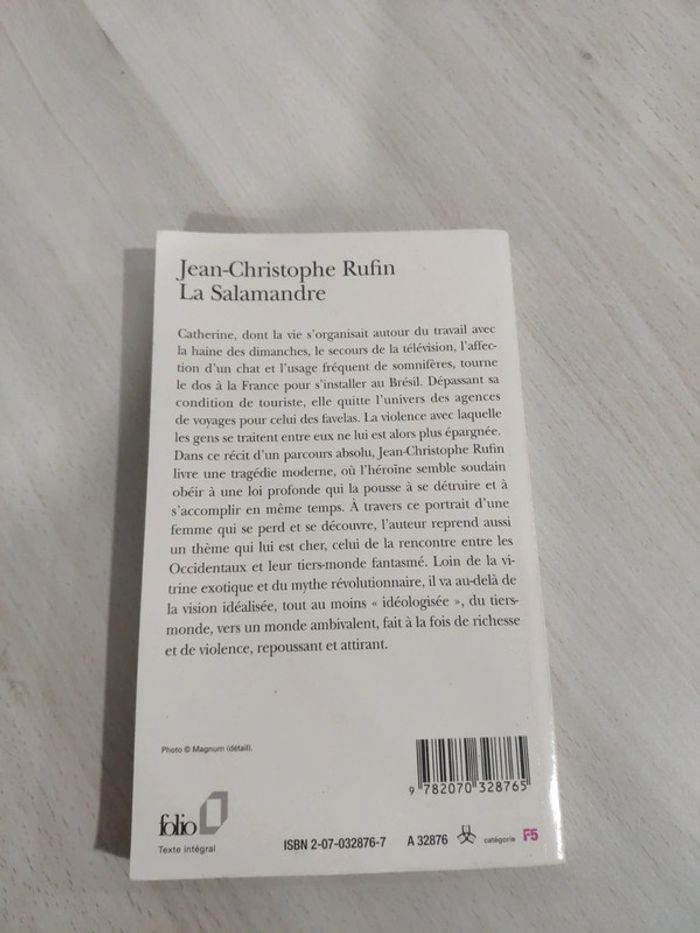 Jean-Christophe Rufin
La Salamandre
Catherine, dont la vie s'organisait autour du travail avec
la haine des dimanches, le secours de la télévision, l'affec-
tion d'un chat et l'usage fréquent de somnifères, tourne
le dos à la France pour s'installer au Brésil. Dépassant sa
condition de touriste, elle quitte l'univers des agences
de voyages pour celui des favelas. La violence avec laquelle
les gens se traitent entre eux ne lui est alors plus épargnée.
Dans ce récit d'un parcours absolu, Jean-Christophe Rufin
livre une tragédie moderne, où l'héroïne semble soudain
obéir à une loi profonde qui la pousse à se détruire et à
s'accomplir en même temps. À travers ce portrait d'une
femme qui se perd et se découvre, l'auteur reprend aussi
un thème qui lui est cher, celui de la rencontre entre les
Occidentaux et leur tiers-monde fantasmé. Loin de la vi-
trine exotique et du mythe révolutionnaire, il va au-delà de
la vision idéalisée, tout au moins « idéologisée », du tiers-
monde, vers un monde ambivalent, fait à la fois de richesse
et de violence, repoussant et attirant.
Photo © Magnum (détail).
9 782070 328765
folio
Texte intégral
ISBN 2-07-032876-7 A 32876 catégorie F5